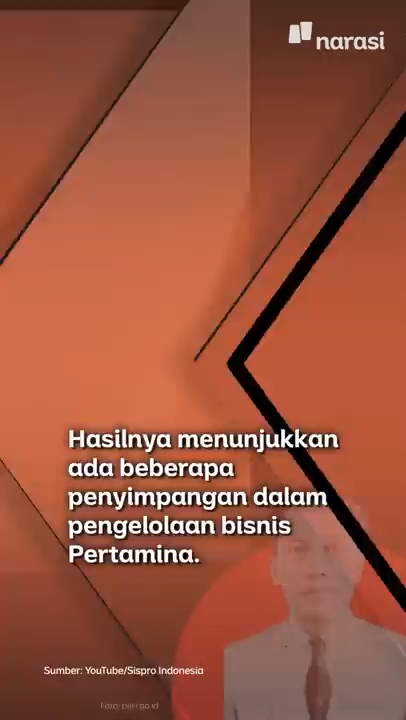 narasi
Hasilnya menunjukkan
ada beberapa
penyimpangan dalam
pengelolaan bisnis
Pertamina.
Sumber: YouTube/Sispro Indonesia